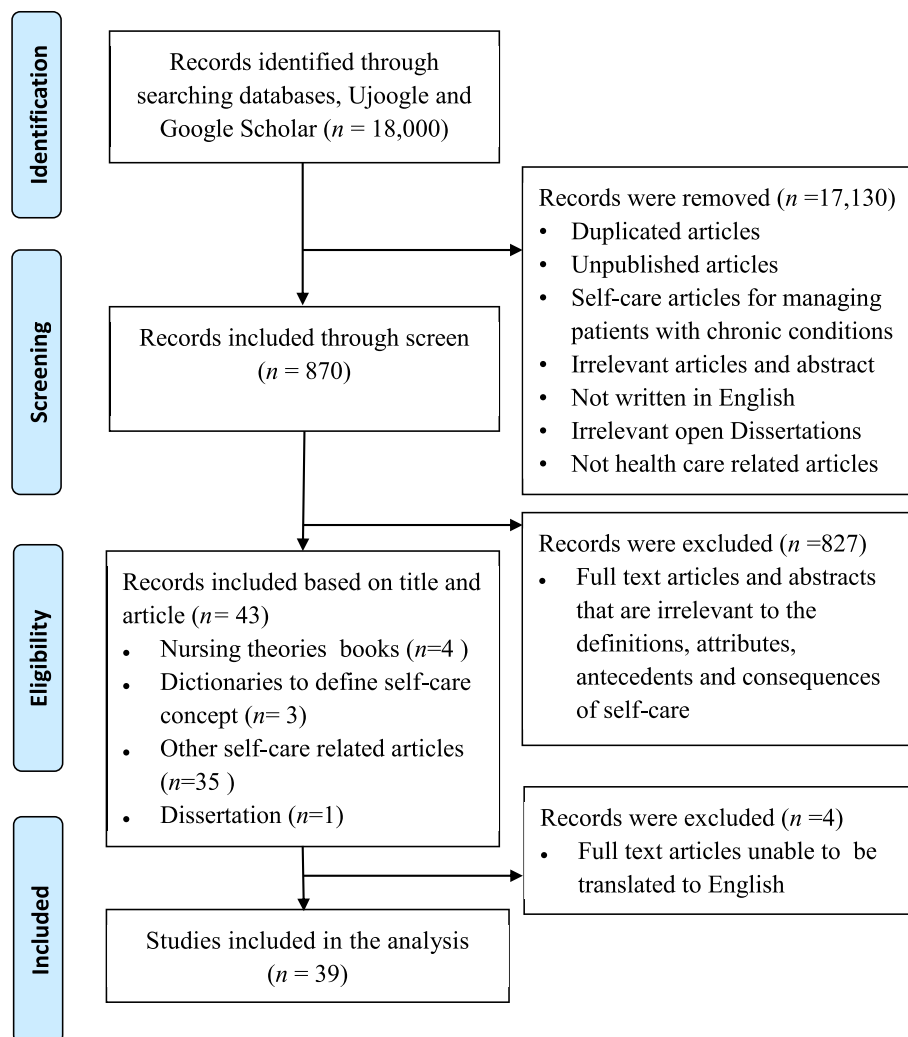 Identification
Records identified through
searching databases, Ujoogle and
Google Scholar (n = 18,000)
Records were removed (n =17,130)
• Duplicated articles
• Unpublished articles
• Self-care articles for managing
patients with chronic conditions
• Irrelevant articles and abstract
• Not written in English
• Irrelevant open Dissertations
• Not health care related articles
Screening
Records included through screen
(n = 870)
Records were excluded (n =827)
• Full text articles and abstracts
that are irrelevant to the
definitions, attributes,
antecedents and consequences
of self-care
Eligibility
Records included based on title and
article (n= 43)
• Nursing theories books (n=4 )
• Dictionaries to define self-care
concept (n= 3)
• Other self-care related articles
(n=35 )
• Dissertation (n=1)
Records were excluded (n =4)
• Full text articles unable to be
translated to English
Included
Studies included in the analysis
(n = 39)